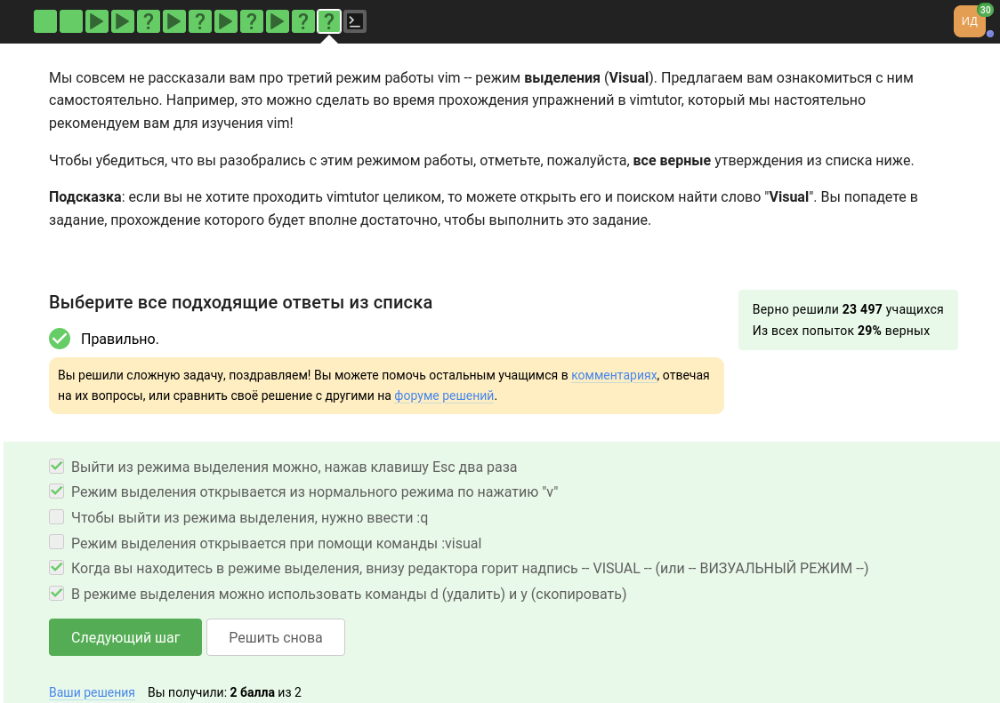 ? ? ? ? ?
ИД 30
Мы совсем не рассказали вам про третий режим работы vim -- режим выделения (Visual). Предлагаем вам ознакомиться с ним
самостоятельно. Например, это можно сделать во время прохождения упражнений в vimtutor, который мы настоятельно
рекомендуем вам для изучения vim!
Чтобы убедиться, что вы разобрались с этим режимом работы, отметьте, пожалуйста, все верные утверждения из списка ниже.
Подсказка: если вы не хотите проходить vimtutor целиком, то можете открыть его и поиском найти слово "Visual". Вы попадете в
задание, прохождение которого будет вполне достаточно, чтобы выполнить это задание.
Выберите все подходящие ответы из списка
Верно решили 23 497 учащихся
Из всех попыток 29% верных
Правильно.
Вы решили сложную задачу, поздравляем! Вы можете помочь остальным учащимся в комментариях, отвечая
на их вопросы, или сравнить своё решение с другими на форуме решений.
Выйти из режима выделения можно, нажав клавишу Esc два раза
Режим выделения открывается из нормального режима по нажатию "v"
Чтобы выйти из режима выделения, нужно ввести :q
Режим выделения открывается при помощи команды :visual
Когда вы находитесь в режиме выделения, внизу редактора горит надпись -- VISUAL -- (или -- ВИЗУАЛЬНЫЙ РЕЖИМ --)
В режиме выделения можно использовать команды d (удалить) и y (скопировать)
Следующий шаг Решить снова
Ваши решения Вы получили: 2 балла из 2